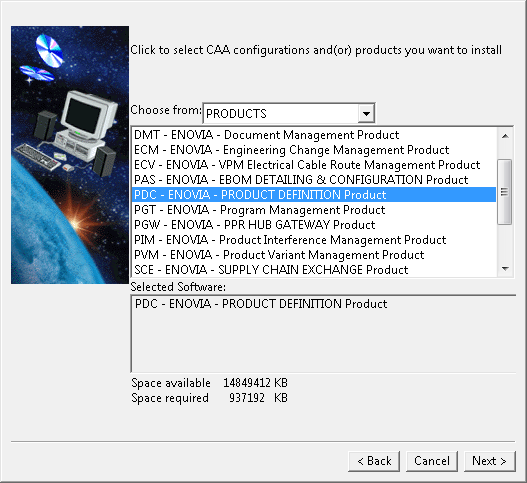 Click to select CAA configurations and(or) products you want to install
Choose from: PRODUCTS
DMT - ENOVIA - Document Management Product
ECM - ENOVIA - Engineering Change Management Product
ECV - ENOVIA - VPM Electrical Cable Route Management Product
PAS - ENOVIA - EBOM DETAILING & CONFIGURATION Product
PDC - ENOVIA - PRODUCT DEFINITION Product
PGT - ENOVIA - Program Management Product
PGW - ENOVIA - PPR HUB GATEWAY Product
PIM - ENOVIA - Product Interference Management Product
PVM - ENOVIA - Product Variant Management Product
SCE - ENOVIA - SUPPLY CHAIN EXCHANGE Product
Selected Software:
PDC - ENOVIA - PRODUCT DEFINITION Product
Space available 14849412 KB
Space required 937192 KB
< Back Cancel Next >